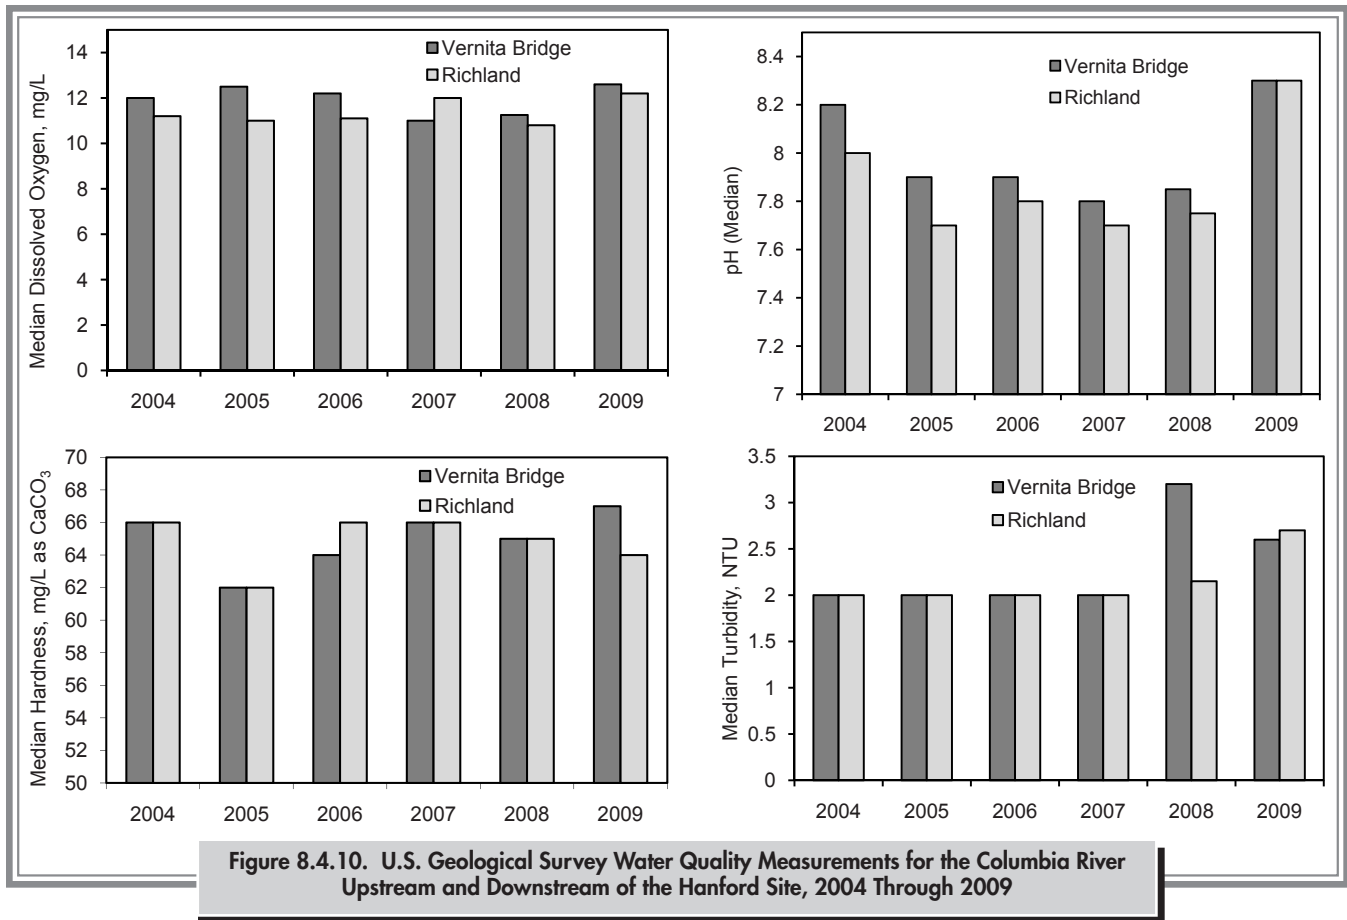 Median Dissolved Oxygen, mg/L
14
12
10
8
6
4
2
0
Vernita Bridge
Richland
2004 2005 2006 2007 2008 2009
pH (Median)
8.4
8.2
8
7.8
7.6
7.4
7.2
7
Vernita Bridge
Richland
2004 2005 2006 2007 2008 2009
Median Hardness, mg/L as CaCO₃
70
68
66
64
62
60
58
56
54
52
50
Vernita Bridge
Richland
2004 2005 2006 2007 2008 2009
Median Turbidity, NTU
3.5
3
2.5
2
1.5
1
0.5
0
Vernita Bridge
Richland
2004 2005 2006 2007 2008 2009
Figure 8.4.10. U.S. Geological Survey Water Quality Measurements for the Columbia River
Upstream and Downstream of the Hanford Site, 2004 Through 2009